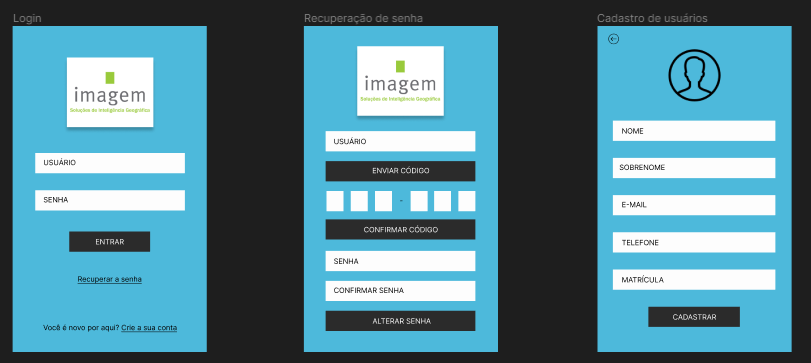 Login
imagem
Soluções de Inteligência Geográfica
USUÁRIO
SENHA
ENTRAR
Recuperar a senha
Você é novo por aqui? Crie a sua conta
Recuperação de senha
imagem
Soluções de Inteligência Geográfica
USUÁRIO
ENVIAR CÓDIGO
-
CONFIRMAR CÓDIGO
SENHA
CONFIRMAR SENHA
ALTERAR SENHA
Cadastro de usuários
NOME
SOBRENOME
E-MAIL
TELEFONE
MATRÍCULA
CADASTRAR